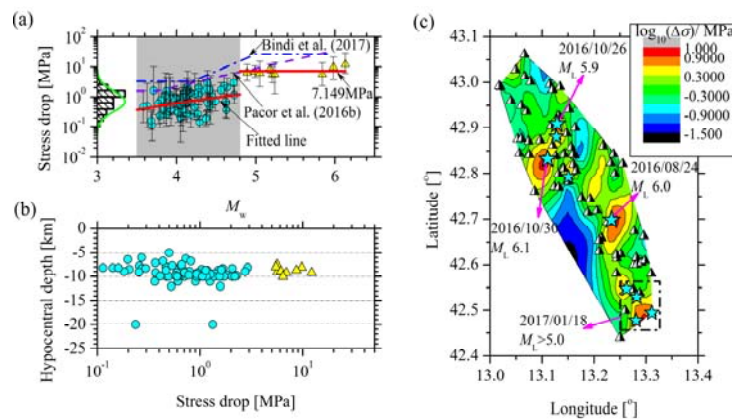 (a)
Stress drop [MPa]
10²
10¹
10⁰
10⁻¹
10⁻²
Bindi et al. (2017)
7.149MPa
Pacor et al. (2016b)
Fitted line
3
4
5
6
M_w
(b)
Hypocentral depth [km]
0
-5
-10
-15
-20
-25
10⁻¹
10⁰
10¹
10²
Stress drop [MPa]
(c)
log₁₀(Δσ)/ MPa
1.000
0.9000
0.3000
-0.3000
-0.9000
-1.500
2016/10/26
M_L 5.9
2016/08/24
M_L 6.0
2016/10/30
M_L 6.1
2017/01/18
M_L>5.0
Latitude [°]
43.1
43.0
42.9
42.8
42.7
42.6
42.5
42.4
13.0
13.1
13.2
13.3
13.4
Longitude [°]